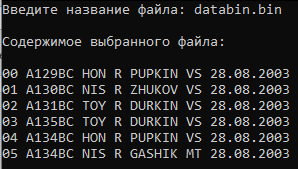 Введите название файла: databin.bin
Содержимое выбранного файла:
00 A129BC HON R PUPKIN VS 28.08.2003
01 A130BC NIS R ZHUKOV VS 28.08.2003
02 A131BC TOY R DURKIN VS 28.08.2003
03 A135BC TOY R DURKIN VS 28.08.2003
04 A134BC HON R PUPKIN VS 28.08.2003
05 A134BC NIS R GASHIK MT 28.08.2003